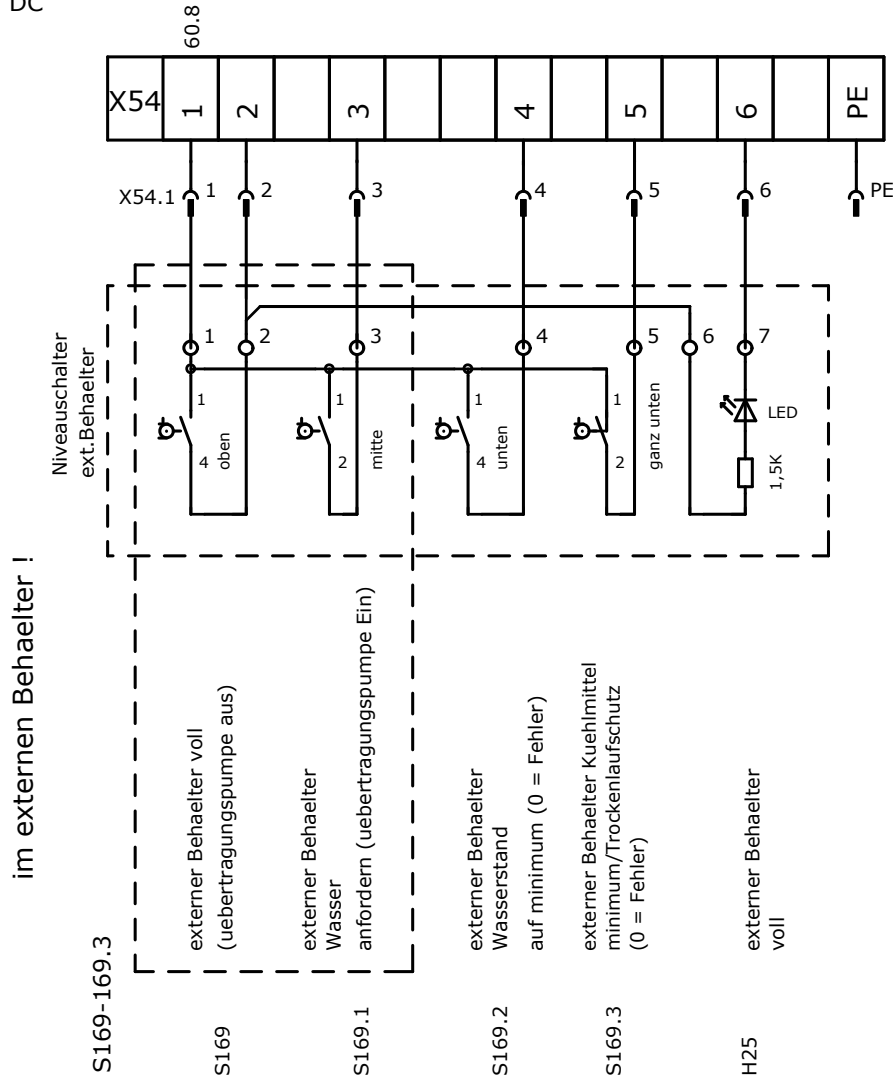 DC
60.8
X54 1 2 3 4 5 6 PE
X54.1 1 2 3 4 5 6 PE
Niveauschalter
ext.Behaelter
1 2 3 4 5 6 7
1 1 1 1
4 2 4 2
oben
mitte
unten
ganz unten
LED
1,5K
im externen Behaelter !
S169-169.3
S169
externer Behaelter voll
(uebertragungspumpe aus)
S169.1
externer Behaelter
Wasser
anfordern (uebertragungspumpe Ein)
S169.2
externer Behaelter
Wasserstand
auf minimum (0 = Fehler)
S169.3
externer Behaelter Kuehlmittel
minimum/Trockenlaufschutz
(0 = Fehler)
H25
externer Behaelter
voll